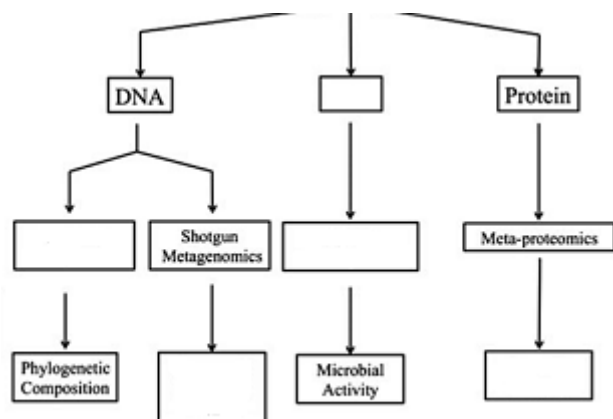 DNA
Protein
Shotgun
Metagenomics
Meta-proteomics
Phylogenetic
Composition
Microbial
Activity